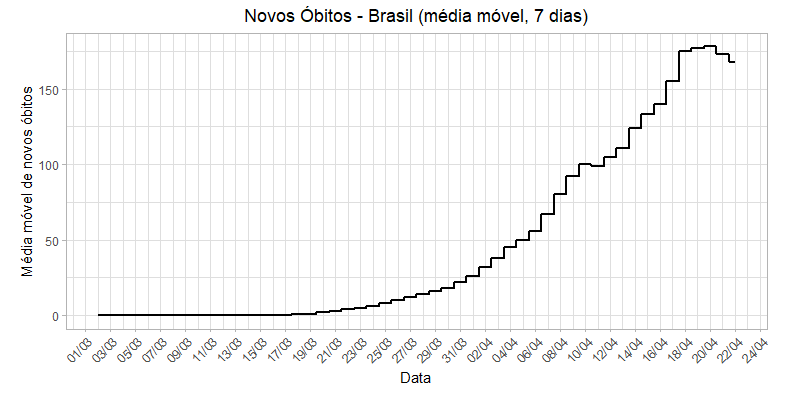 Novos Óbitos - Brasil (média móvel, 7 dias)
Média móvel de novos óbitos
150
100
50
0
01/03 03/03 05/03 07/03 09/03 11/03 13/03 15/03 17/03 19/03 21/03 23/03 25/03 27/03 29/03 31/03 02/04 04/04 06/04 08/04 10/04 12/04 14/04 16/04 18/04 20/04 22/04 24/04
Data